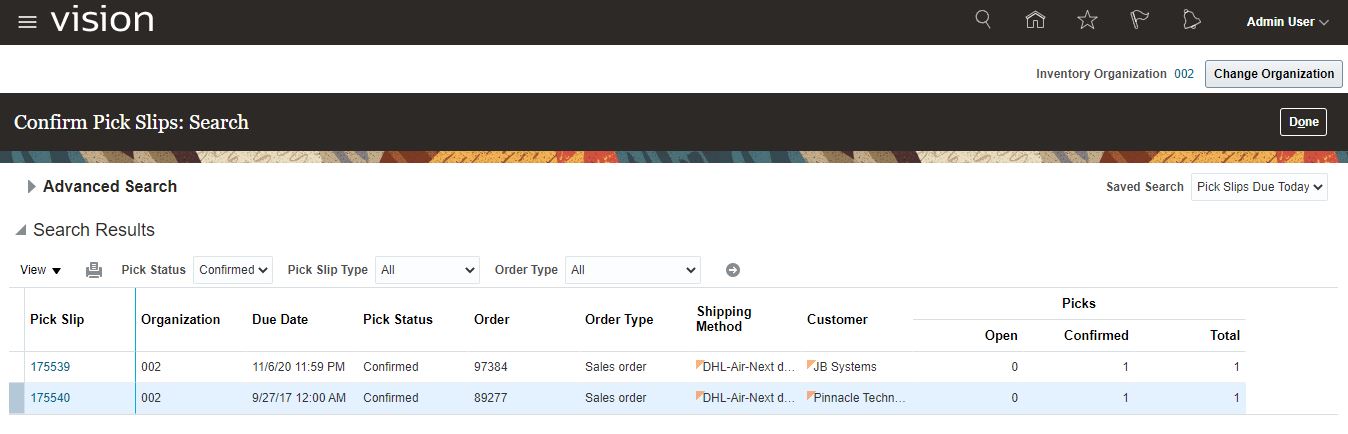 vision
Admin User
Inventory Organization 002 Change Organization
Confirm Pick Slips: Search
Done
Advanced Search
Saved Search Pick Slips Due Today
Search Results
View Pick Status Confirmed Pick Slip Type All Order Type All
Picks
Pick Slip Organization Due Date Pick Status Order Order Type Shipping Method Customer Open Confirmed Total
175539 002 11/6/20 11:59 PM Confirmed 97384 Sales order DHL-Air-Next d... JB Systems 0 1 1
175540 002 9/27/17 12:00 AM Confirmed 89277 Sales order DHL-Air-Next d... Pinnacle Techn... 0 1 1